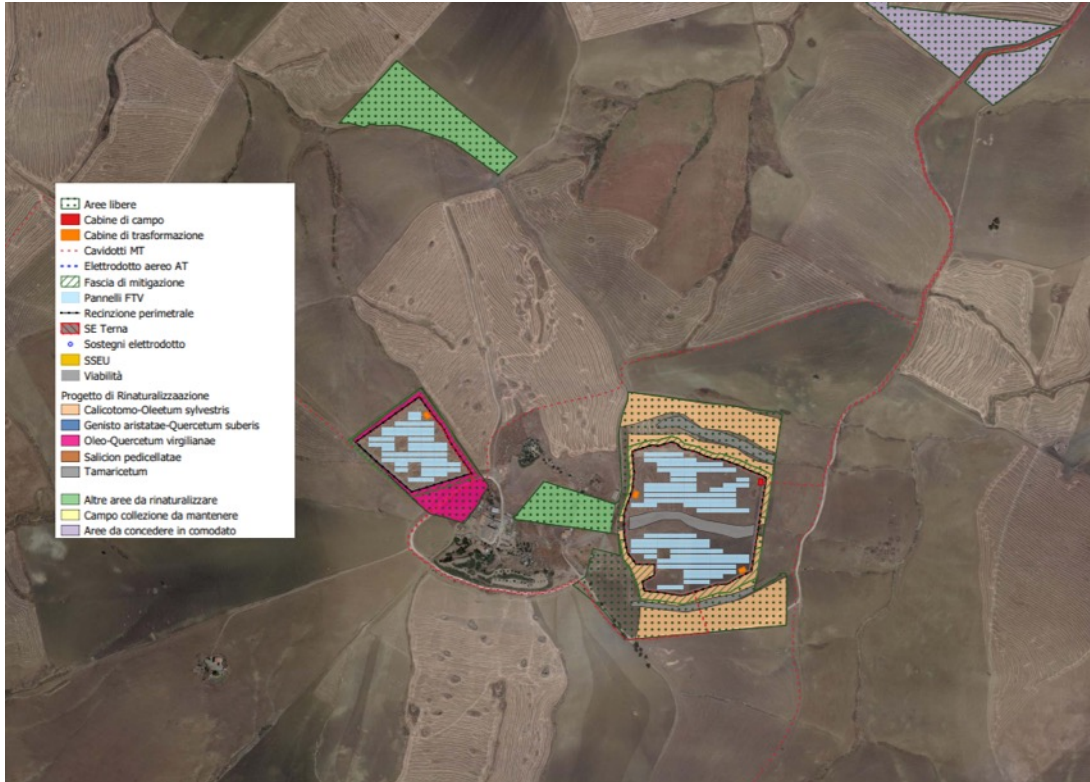 Aree libere
Cabine di campo
Cabine di trasformazione
Cavidotti MT
Elettrodotto aereo AT
Fascia di mitigazione
Pannelli FTV
Recinzione perimetrale
SE Terna
Sostegni elettrodotto
SSEU
Viabilità
Progetto di Rinaturalizzaazione
Calicotomo-Oleetum sylvestris
Genisto aristatae-Quercetum suberis
Oleo-Quercetum virgilianae
Salicion pedicellatae
Tamaricetum
Altre aree da rinaturalizzare
Campo collezione da mantenere
Aree da concedere in comodato